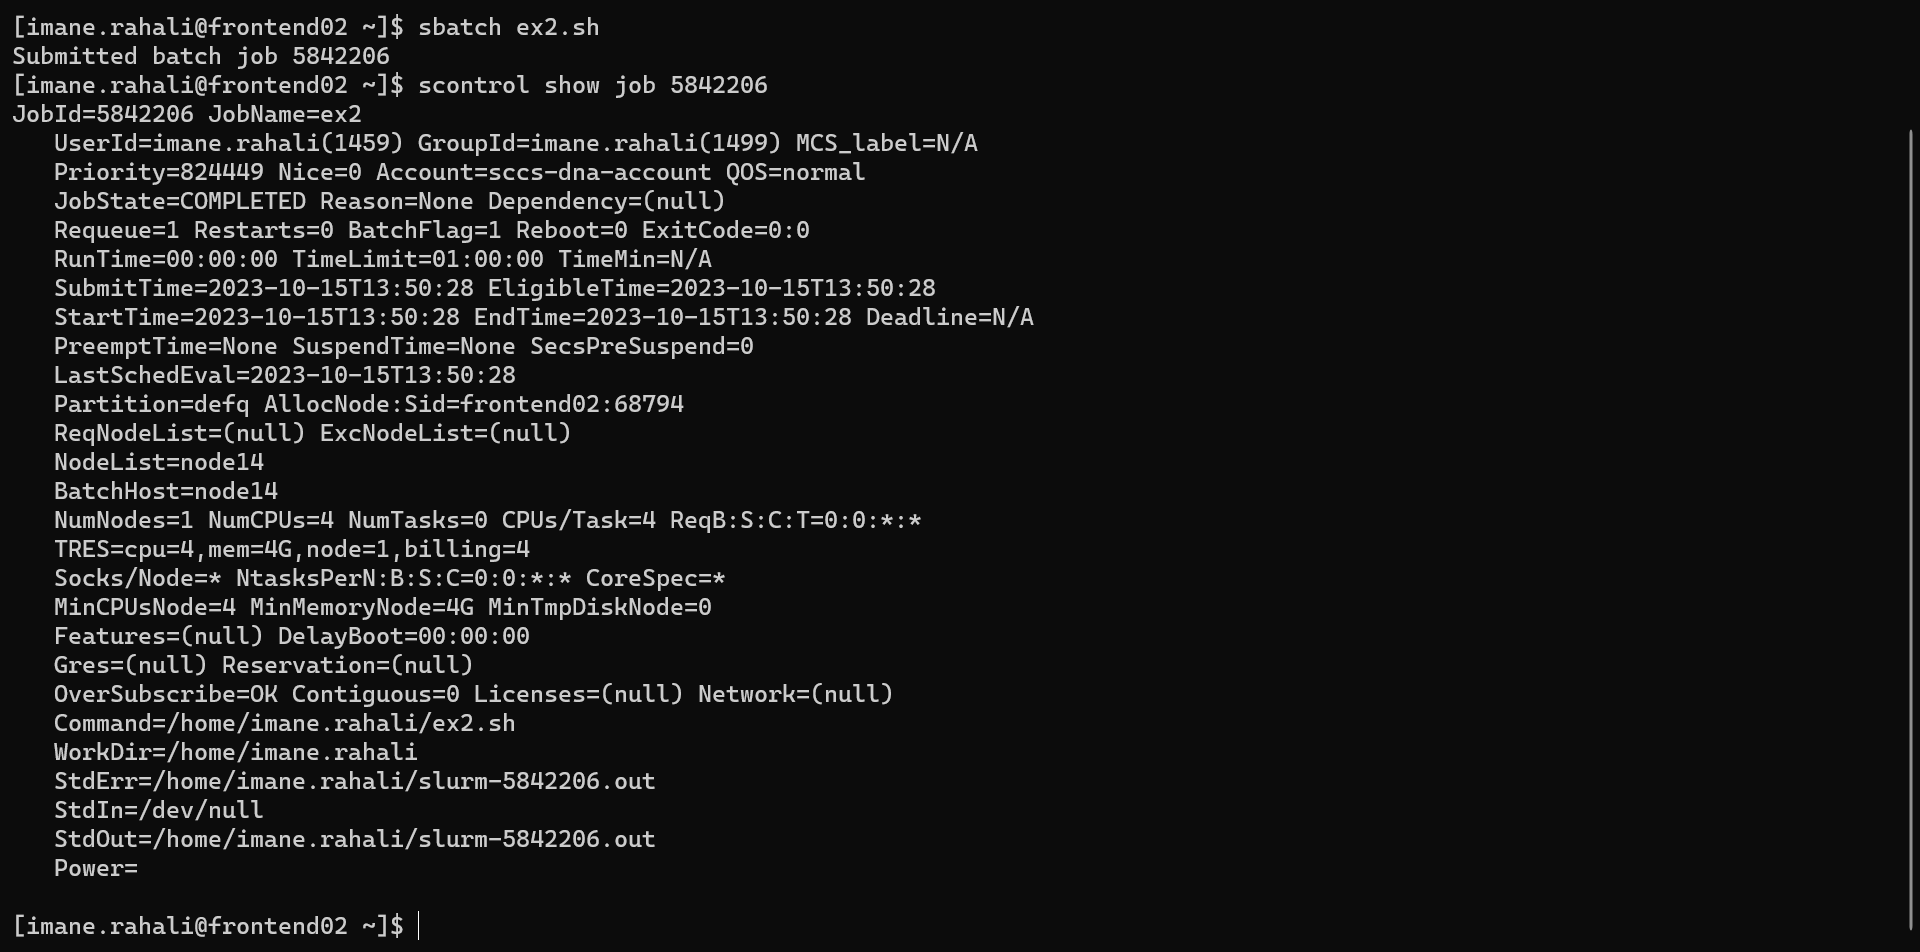 [imane.rahali@frontend02 ~]$ sbatch ex2.sh
Submitted batch job 5842206
[imane.rahali@frontend02 ~]$ scontrol show job 5842206
JobId=5842206 JobName=ex2
   UserId=imane.rahali(1459) GroupId=imane.rahali(1499) MCS_label=N/A
   Priority=824449 Nice=0 Account=sccs-dna-account QOS=normal
   JobState=COMPLETED Reason=None Dependency=(null)
   Requeue=1 Restarts=0 BatchFlag=1 Reboot=0 ExitCode=0:0
   RunTime=00:00:00 TimeLimit=01:00:00 TimeMin=N/A
   SubmitTime=2023-10-15T13:50:28 EligibleTime=2023-10-15T13:50:28
   StartTime=2023-10-15T13:50:28 EndTime=2023-10-15T13:50:28 Deadline=N/A
   PreemptTime=None SuspendTime=None SecsPreSuspend=0
   LastSchedEval=2023-10-15T13:50:28
   Partition=defq AllocNode:Sid=frontend02:68794
   ReqNodeList=(null) ExcNodeList=(null)
   NodeList=node14
   BatchHost=node14
   NumNodes=1 NumCPUs=4 NumTasks=0 CPUs/Task=4 ReqB:S:C:T=0:0:*:*
   TRES=cpu=4,mem=4G,node=1,billing=4
   Socks/Node=* NtasksPerN:B:S:C=0:0:*:* CoreSpec=*
   MinCPUsNode=4 MinMemoryNode=4G MinTmpDiskNode=0
   Features=(null) DelayBoot=00:00:00
   Gres=(null) Reservation=(null)
   OverSubscribe=OK Contiguous=0 Licenses=(null) Network=(null)
   Command=/home/imane.rahali/ex2.sh
   WorkDir=/home/imane.rahali
   StdErr=/home/imane.rahali/slurm-5842206.out
   StdIn=/dev/null
   StdOut=/home/imane.rahali/slurm-5842206.out
   Power=
[imane.rahali@frontend02 ~]$